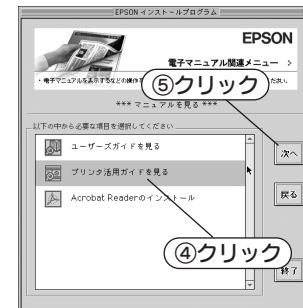 EPSON インストールプログラム
EPSON
電子マニュアル関連メニュー >
・電子マニュアルを表示するなどの操作を
ださい。
⑤クリック
*** マニュアルを見る ***
以下の中から必要な項目を選択してください
ユーザーズガイドを見る
プリンタ活用ガイドを見る
Acrobat Readerのインストール
次へ
戻る
④クリック
終了